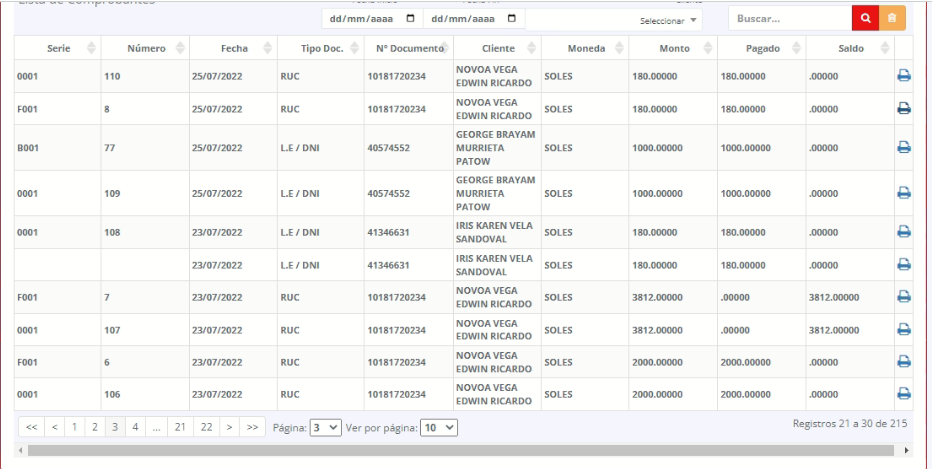 Lista de Comprobantes
dd/mm/aaaa dd/mm/aaaa Seleccionar Buscar...
Serie Número Fecha Tipo Doc. N° Documento Cliente Moneda Monto Pagado Saldo
0001 110 25/07/2022 RUC 10181720234 NOVOA VEGA EDWIN RICARDO SOLES 180.00000 180.00000 .00000
F001 8 25/07/2022 RUC 10181720234 NOVOA VEGA EDWIN RICARDO SOLES 180.00000 180.00000 .00000
B001 77 25/07/2022 L.E / DNI 40574552 GEORGE BRAYAM MURRIETA PATOW SOLES 1000.00000 1000.00000 .00000
0001 109 25/07/2022 L.E / DNI 40574552 GEORGE BRAYAM MURRIETA PATOW SOLES 1000.00000 1000.00000 .00000
0001 108 23/07/2022 L.E / DNI 41346631 IRIS KAREN VELA SANDOVAL SOLES 180.00000 180.00000 .00000
23/07/2022 L.E / DNI 41346631 IRIS KAREN VELA SANDOVAL SOLES 180.00000 180.00000 .00000
F001 7 23/07/2022 RUC 10181720234 NOVOA VEGA EDWIN RICARDO SOLES 3812.00000 .00000 3812.00000
0001 107 23/07/2022 RUC 10181720234 NOVOA VEGA EDWIN RICARDO SOLES 3812.00000 .00000 3812.00000
F001 6 23/07/2022 RUC 10181720234 NOVOA VEGA EDWIN RICARDO SOLES 2000.00000 2000.00000 .00000
0001 106 23/07/2022 RUC 10181720234 NOVOA VEGA EDWIN RICARDO SOLES 2000.00000 2000.00000 .00000
<< < 1 2 3 4 ... 21 22 > >> Página: 3 Ver por página: 10 Registros 21 a 30 de 215